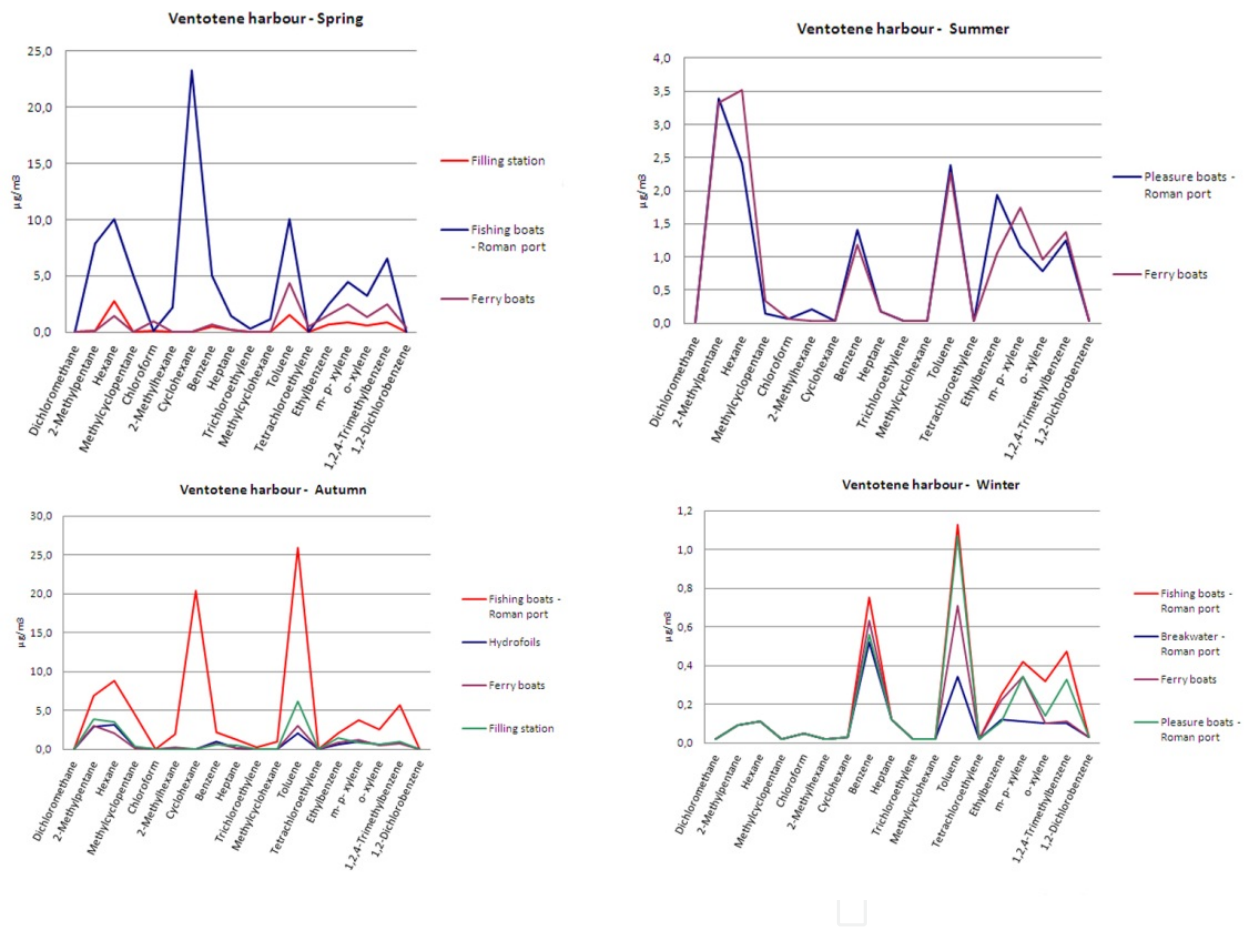 Ventotene harbour - Spring
25,0
20,0
15,0
10,0
5,0
0,0
µg/m3
Dichloromethane
2-Methylpentane
Hexane
Methylcyclopentane
Chloroform
2-Methylhexane
Cyclohexane
Benzene
Heptane
Trichloroethylene
Methylcyclohexane
Toluene
Tetrachloroethylene
Ethylbenzene
m- p- xylene
o- xylene
1,2,4-Trimethylbenzene
1,2-Dichlorobenzene
Filling station
Fishing boats
- Roman port
Ferry boats
Ventotene harbour - Summer
4,0
3,5
3,0
2,5
2,0
1,5
1,0
0,5
0,0
µg/m3
Dichloromethane
2-Methylpentane
Hexane
Methylcyclopentane
Chloroform
2-Methylhexane
Cyclohexane
Benzene
Heptane
Trichloroethylene
Methylcyclohexane
Toluene
Tetrachloroethylene
Ethylbenzene
m- p- xylene
o- xylene
1,2,4-Trimethylbenzene
1,2-Dichlorobenzene
Pleasure boats -
Roman port
Ferry boats
Ventotene harbour - Autumn
30,0
25,0
20,0
15,0
10,0
5,0
0,0
µg/m3
Dichloromethane
2-Methylpentane
Hexane
Methylcyclopentane
Chloroform
2-Methylhexane
Cyclohexane
Benzene
Heptane
Trichloroethylene
Methylcyclohexane
Toluene
Tetrachloroethylene
Ethylbenzene
m- p- xylene
o- xylene
1,2,4-Trimethylbenzene
1,2-Dichlorobenzene
Fishing boats -
Roman port
Hydrofoils
Ferry boats
Filling station
Ventotene harbour - Winter
1,2
1,0
0,8
0,6
0,4
0,2
0,0
µg/m3
Dichloromethane
2-Methylpentane
Hexane
Methylcyclopentane
Chloroform
2-Methylhexane
Cyclohexane
Benzene
Heptane
Trichloroethylene
Methylcyclohexane
Toluene
Tetrachloroethylene
Ethylbenzene
m- p- xylene
o- xylene
1,2,4-Trimethylbenzene
1,2-Dichlorobenzene
Fishing boats -
Roman port
Breakwater -
Roman port
Ferry boats
Pleasure boats -
Roman port